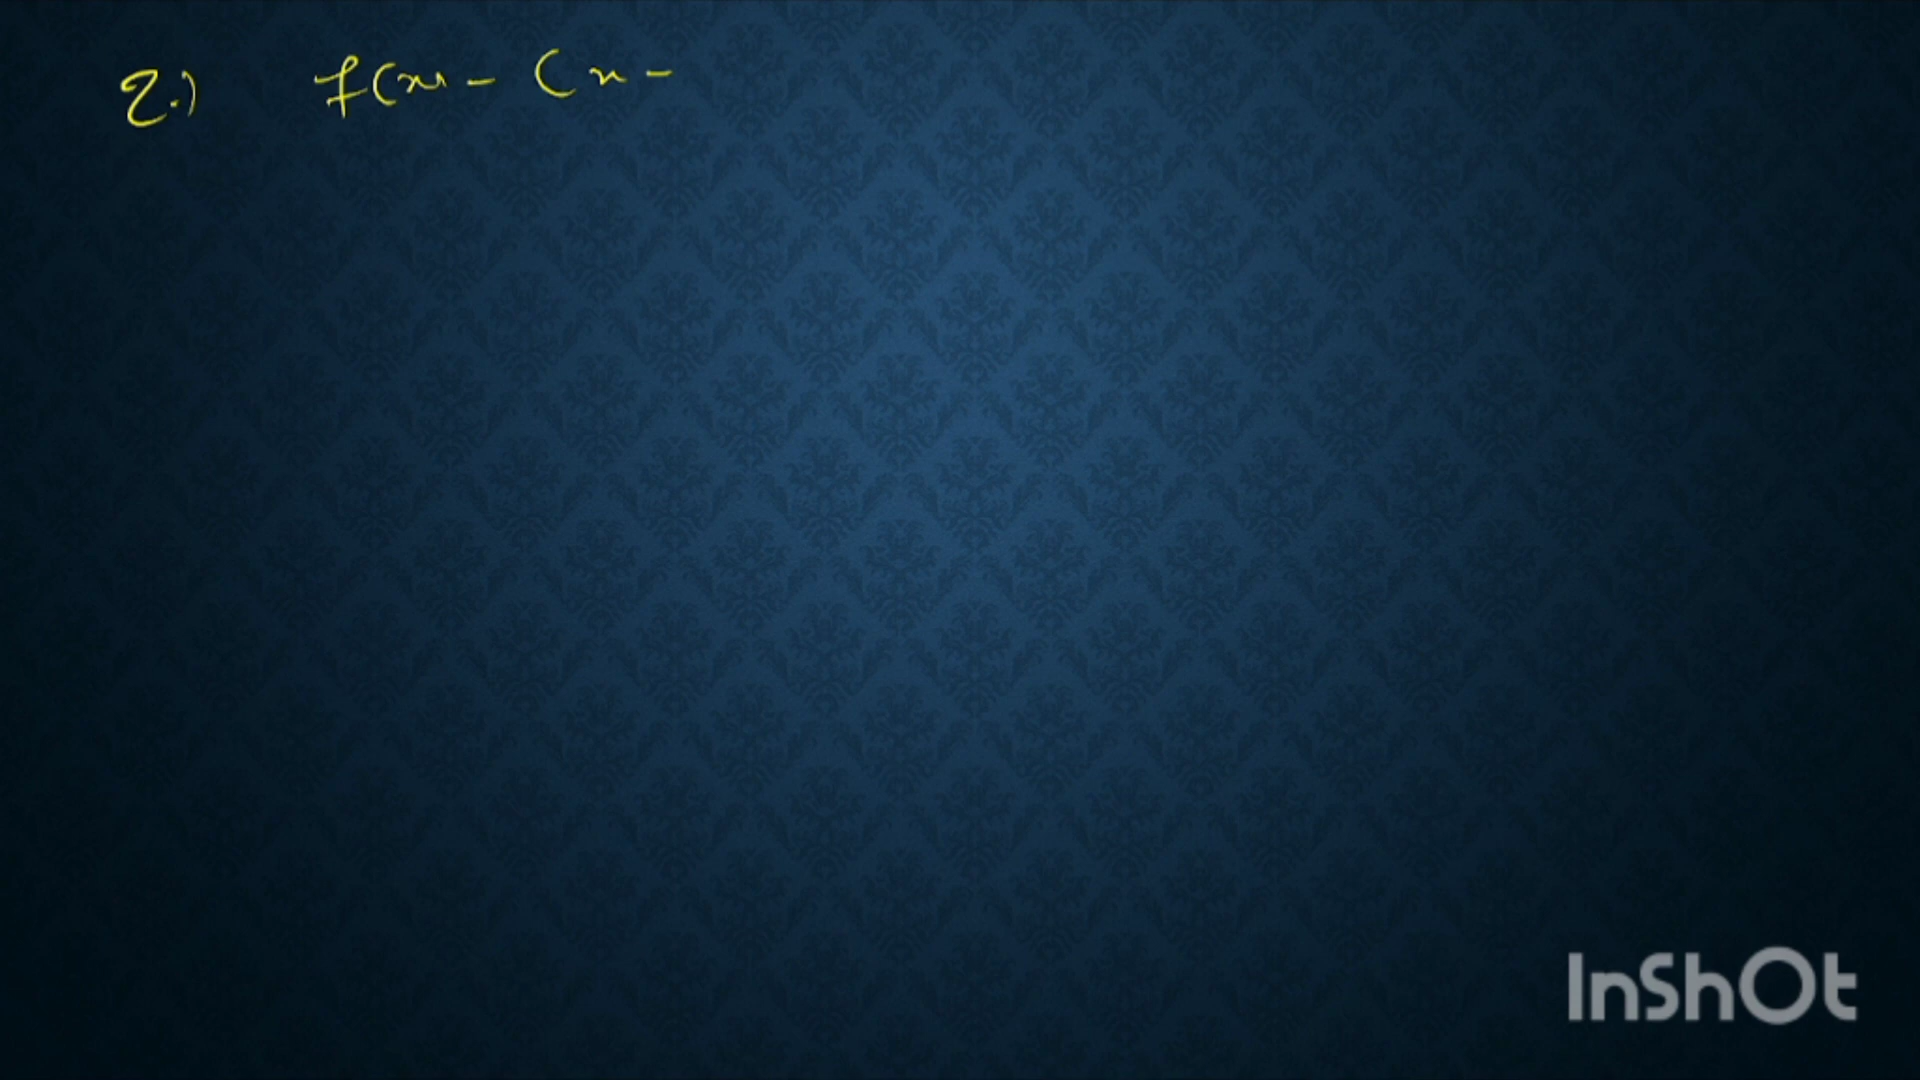 2.) f(x) - (x -
InShOt